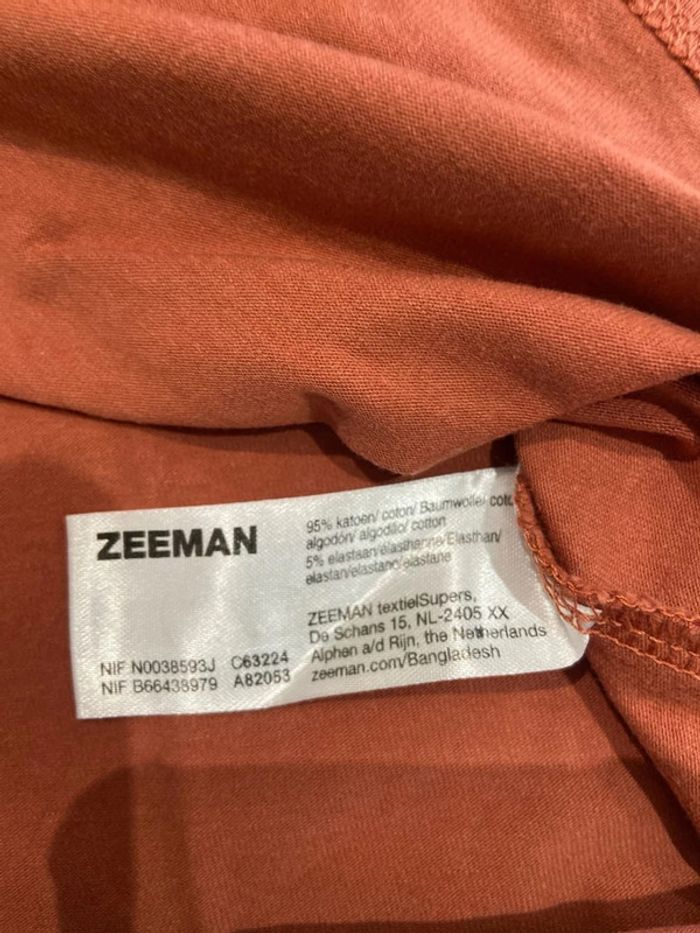 ZEEMAN
95% katoen/ coton/ Baumwolle/
algodón/ algodão/ cotton
5% elastaan/élasthanne/Elasthan/
elastan/elastano/elastane
ZEEMAN textielSupers,
De Schans 15, NL-2405 XX
Alphen a/d Rijn, the Netherlands
zeeman.com/Bangladesh
NIF N0038593J C63224
NIF B66438979 A82053